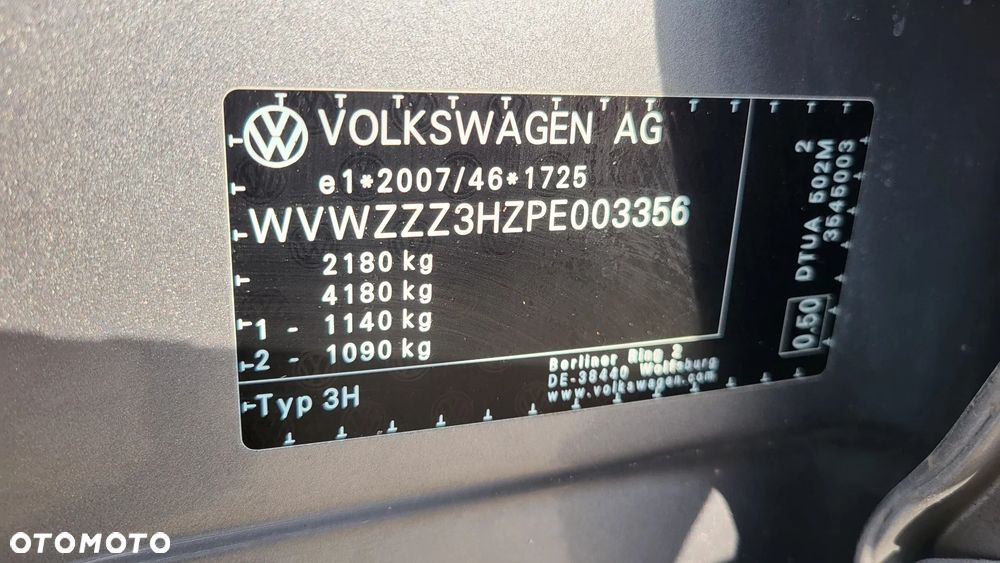 VOLKSWAGEN AG
e1*2007/46*1725
WVWZZZ3HZPE003356
2180 kg
4180 kg
1 - 1140 kg
2 - 1090 kg
Typ 3H
Berliner Ring 2
DE-38440 Wolfsburg
www.volkswagen.com
0.50 DTUA 502M 2
3545003
OTOMOTO